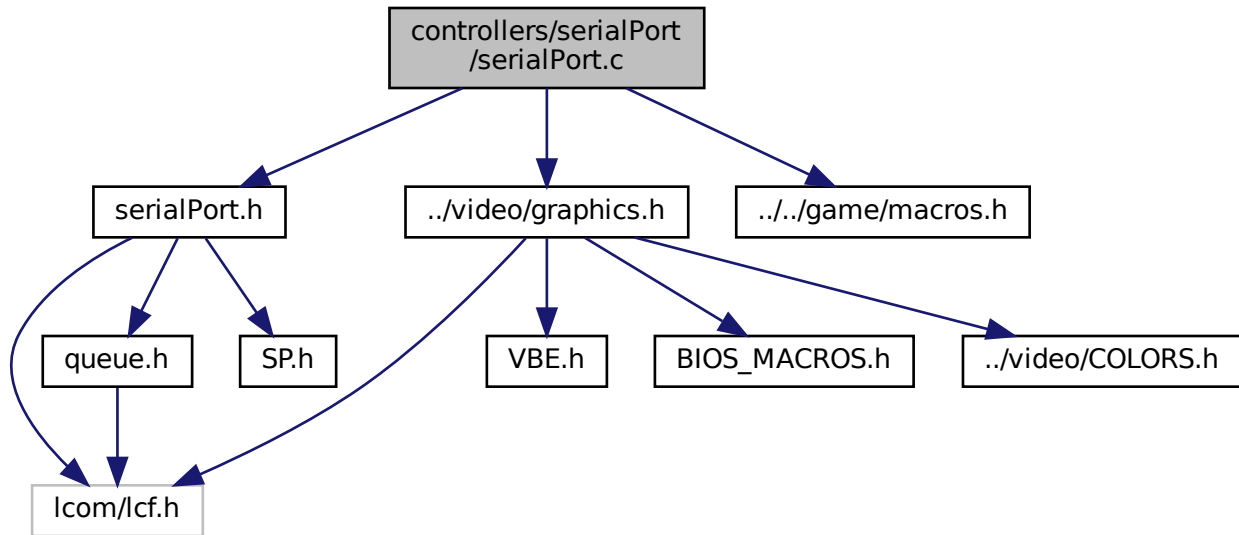 controllers/serialPort
/serialPort.c
serialPort.h
../video/graphics.h
../../game/macros.h
queue.h
SP.h
VBE.h
BIOS_MACROS.h
../video/COLORS.h
lcom/lcf.h